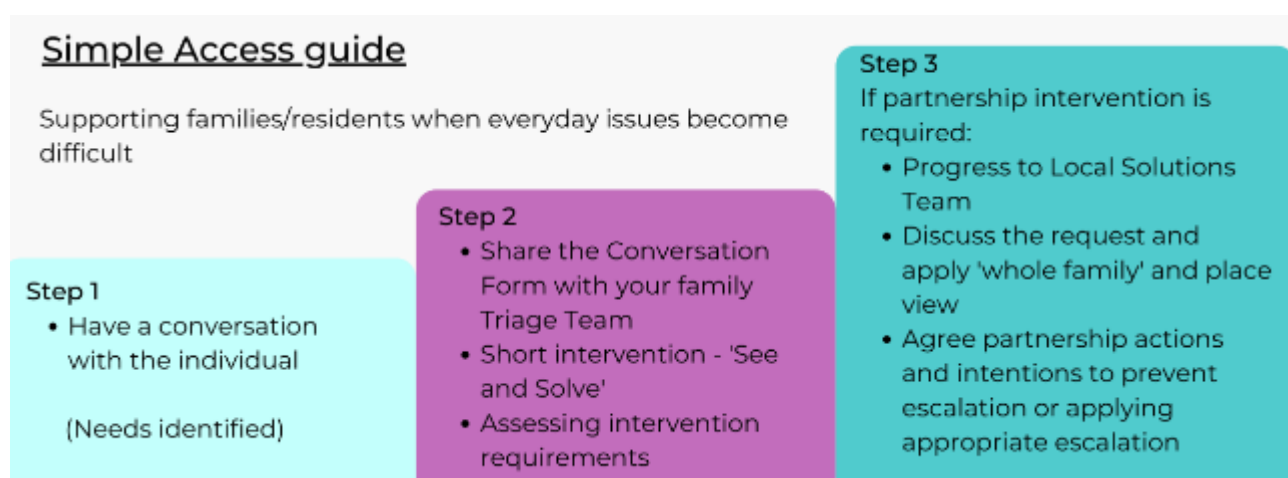 Simple Access guide
Supporting families/residents when everyday issues become
difficult
Step 1
• Have a conversation
with the individual
(Needs identified)
Step 2
• Share the Conversation
Form with your family
Triage Team
• Short intervention - 'See
and Solve'
• Assessing intervention
requirements
Step 3
If partnership intervention is
required:
• Progress to Local Solutions
Team
• Discuss the request and
apply 'whole family' and place
view
• Agree partnership actions
and intentions to prevent
escalation or applying
appropriate escalation